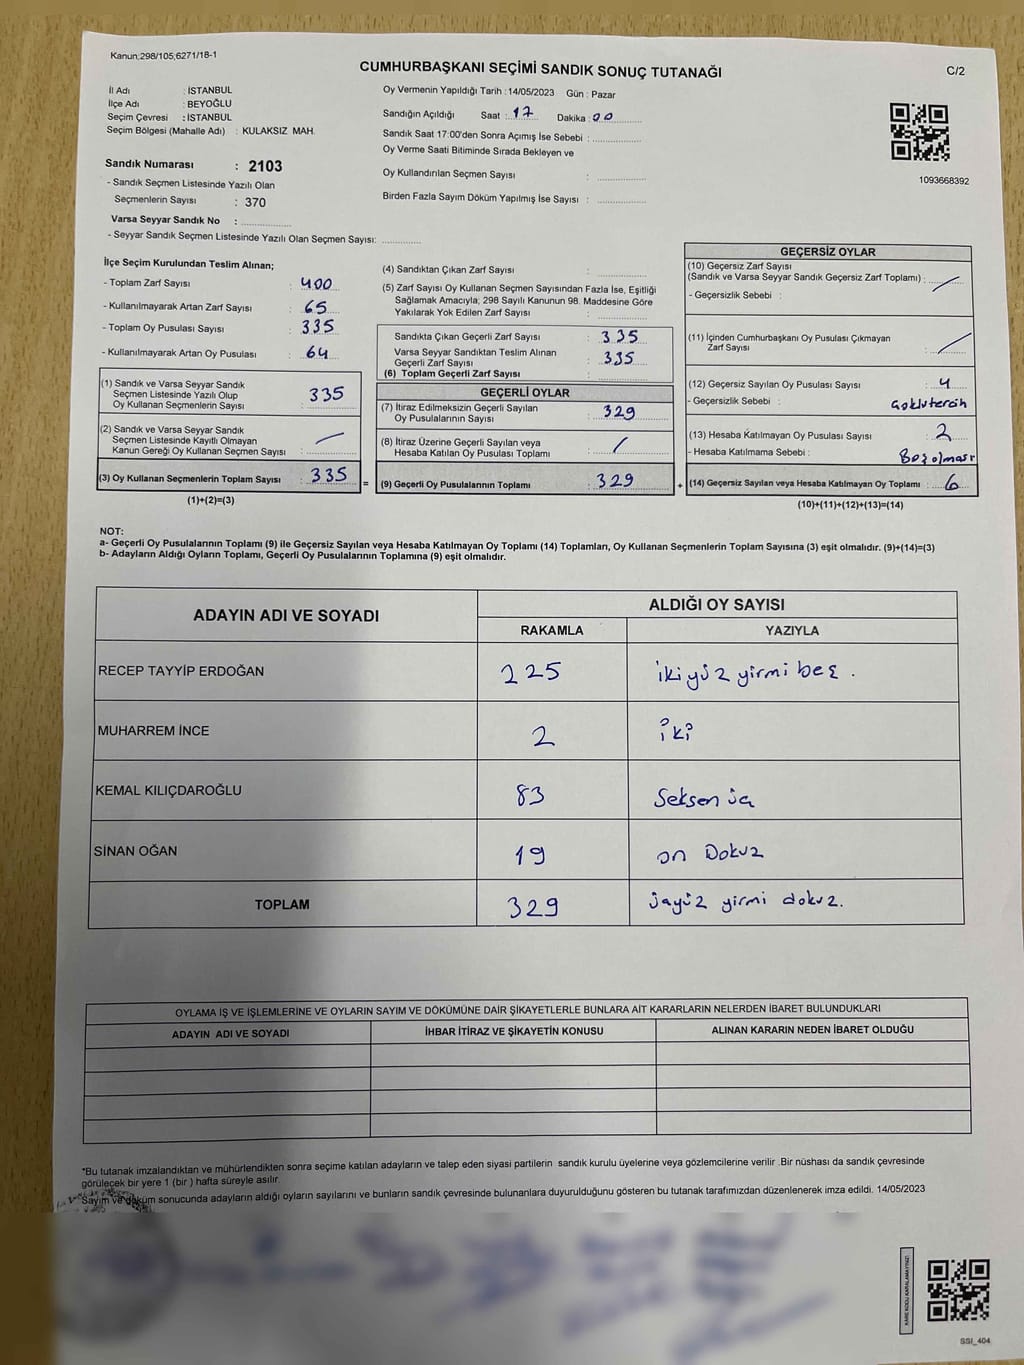 Kanun;298/105;6271/18-1
CUMHURBAŞKANI SEÇİMİ SANDIK SONUÇ TUTANAĞI
C/2
İl Adı : İSTANBUL
İlçe Adı : BEYOĞLU
Seçim Çevresi : İSTANBUL
Seçim Bölgesi (Mahalle Adı) : KULAKSIZ MAH.
Sandık Numarası : 2103
- Sandık Seçmen Listesinde Yazılı Olan
Seçmenlerin Sayısı : 370
Varsa Seyyar Sandık No :
- Seyyar Sandık Seçmen Listesinde Yazılı Olan Seçmen Sayısı:
Oy Vermenin Yapıldığı Tarih : 14/05/2023 Gün : Pazar
Sandığın Açıldığı Saat : 17 Dakika : 00
Sandık Saat 17:00'den Sonra Açımış İse Sebebi :
Oy Verme Saati Bitiminde Sırada Bekleyen ve
Oy Kullandırılan Seçmen Sayısı :
Birden Fazla Sayım Döküm Yapılmış İse Sayısı :
1093668392
İlçe Seçim Kurulundan Teslim Alınan;
- Toplam Zarf Sayısı : 400
- Kullanılmayarak Artan Zarf Sayısı : 65
- Toplam Oy Pusulası Sayısı : 335
- Kullanılmayarak Artan Oy Pusulası : 64
(1) Sandık ve Varsa Seyyar Sandık
Seçmen Listesinde Yazılı Olup
Oy Kullanan Seçmenlerin Sayısı : 335
(2) Sandık ve Varsa Seyyar Sandık
Seçmen Listesinde Kayıtlı Olmayan
Kanun Gereği Oy Kullanan Seçmen Sayısı :
(3) Oy Kullanan Seçmenlerin Toplam Sayısı : 335 =
(1)+(2)=(3)
(4) Sandıktan Çıkan Zarf Sayısı :
(5) Zarf Sayısı Oy Kullanan Seçmen Sayısından Fazla İse, Eşitliği
Sağlamak Amacıyla; 298 Sayılı Kanunun 98. Maddesine Göre
Yakılarak Yok Edilen Zarf Sayısı :
Sandıkta Çıkan Geçerli Zarf Sayısı : 335
Varsa Seyyar Sandıktan Teslim Alınan
Geçerli Zarf Sayısı : 335
(6) Toplam Geçerli Zarf Sayısı :
GEÇERLİ OYLAR
(7) İtiraz Edilmeksizin Geçerli Sayılan
Oy Pusulalarının Sayısı : 329
(8) İtiraz Üzerine Geçerli Sayılan veya
Hesaba Katılan Oy Pusulası Toplamı : /
(9) Geçerli Oy Pusulalarının Toplamı : 329 +
GEÇERSİZ OYLAR
(10) Geçersiz Zarf Sayısı
(Sandık ve Varsa Seyyar Sandık Geçersiz Zarf Toplamı) :
- Geçersizlik Sebebi :
(11) İçinden Cumhurbaşkanı Oy Pusulası Çıkmayan
Zarf Sayısı :
(12) Geçersiz Sayılan Oy Pusulası Sayısı : 4
- Geçersizlik Sebebi :
(13) Hesaba Katılmayan Oy Pusulası Sayısı : 2
- Hesaba Katılmama Sebebi : Boş olması
(14) Geçersiz Sayılan veya Hesaba Katılmayan Oy Toplamı : 6
(10)+(11)+(12)+(13)=(14)
NOT:
a- Geçerli Oy Pusulalarının Toplamı (9) ile Geçersiz Sayılan veya Hesaba Katılmayan Oy Toplamı (14) Toplamları, Oy Kullanan Seçmenlerin Toplam Sayısına (3) eşit olmalıdır. (9)+(14)=(3)
b- Adayların Aldığı Oyların Toplamı, Geçerli Oy Pusulalarının Toplamına (9) eşit olmalıdır.
ADAYIN ADI VE SOYADI
ALDIĞI OY SAYISI
RAKAMLA YAZIYLA
RECEP TAYYİP ERDOĞAN 225 ikiyüz yirmi beş.
MUHARREM İNCE 2 iki
KEMAL KILIÇDAROĞLU 83 Seksen üç
SİNAN OĞAN 19 on Dokuz
TOPLAM 329 üçyüz yirmi dokuz.
OYLAMA İŞ VE İŞLEMLERİNE VE OYLARIN SAYIM VE DÖKÜMÜNE DAİR ŞİKAYETLERLE BUNLARA AİT KARARLARIN NELERDEN İBARET BULUNDUKLARI
ADAYIN ADI VE SOYADI İHBAR İTİRAZ VE ŞİKAYETİN KONUSU ALINAN KARARIN NEDEN İBARET OLDUĞU
*Bu tutanak imzalandıktan ve mühürlendikten sonra seçime katılan adayların ve talep eden siyasi partilerin sandık kurulu üyelerine veya gözlemcilerine verilir .Bir nüshası da sandık çevresinde
görülecek bir yere 1 (bir ) hafta süreyle asılır.
Sayım ve döküm sonucunda adayların aldığı oyların sayılarını ve bunların sandık çevresinde bulunanlara duyurulduğunu gösteren bu tutanak tarafımızdan düzenlenerek imza edildi. 14/05/2023
KARE KODU KARALAMAYINIZ!
SSI_404